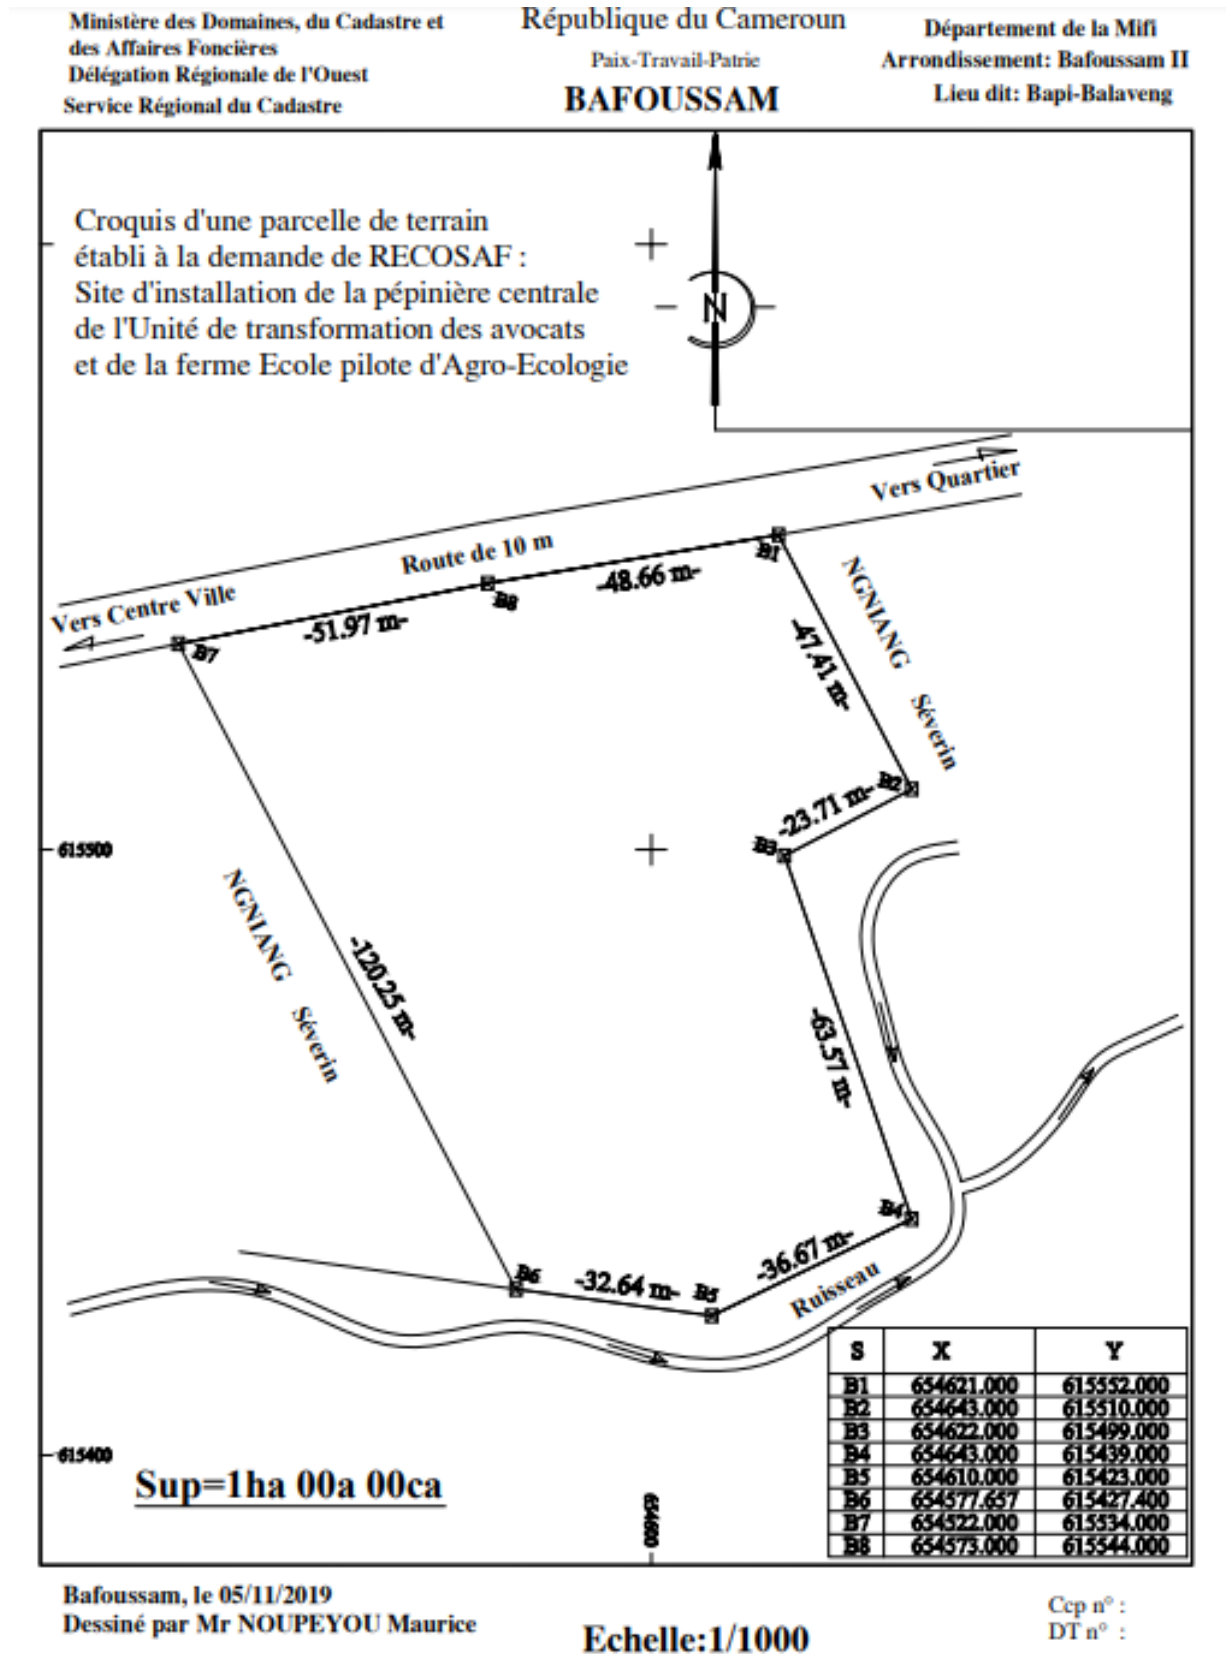 Ministère des Domaines, du Cadastre et
des Affaires Foncières
Délégation Régionale de l'Ouest
Service Régional du Cadastre
République du Cameroun
Paix-Travail-Patrie
BAFOUSSAM
Département de la Mifi
Arrondissement: Bafoussam II
Lieu dit: Bapi-Balaveng
Croquis d'une parcelle de terrain
établi à la demande de RECOSAF :
Site d'installation de la pépinière centrale
de l'Unité de transformation des avocats
et de la ferme Ecole pilote d'Agro-Ecologie
N
Vers Quartier
Route de 10 m
Vers Centre Ville
B1
-48.66 m-
B8
-51.97 m-
B7
NGNIANG Séverin
-47.41 m-
B2
-23.71 m-
B3
615500
NGNIANG Séverin
-120.25 m-
-63.57 m-
B4
-36.67 m-
B6
-32.64 m-
B5
Ruisseau
S X Y
B1 654621.000 615552.000
B2 654643.000 615510.000
B3 654622.000 615499.000
B4 654643.000 615439.000
B5 654610.000 615423.000
B6 654577.657 615427.400
B7 654522.000 615534.000
B8 654573.000 615544.000
615400
Sup=1ha 00a 00ca
654600
Bafoussam, le 05/11/2019
Dessiné par Mr NOUPEYOU Maurice
Echelle:1/1000
Ccp n° :
DT n° :